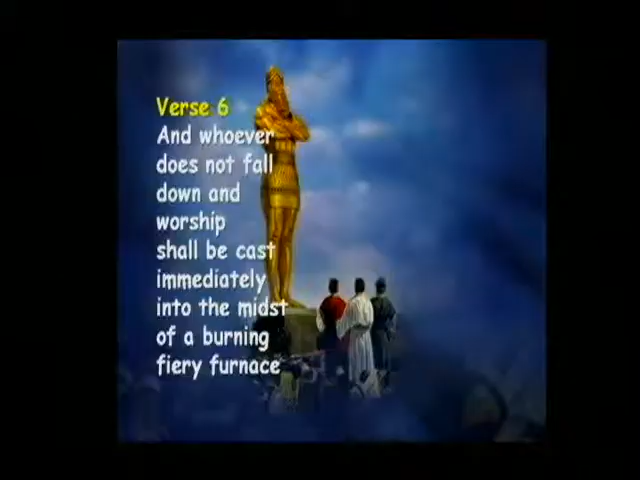 Verse 6
And whoever
does not fall
down and
worship
shall be cast
immediately
into the midst
of a burning
fiery furnace